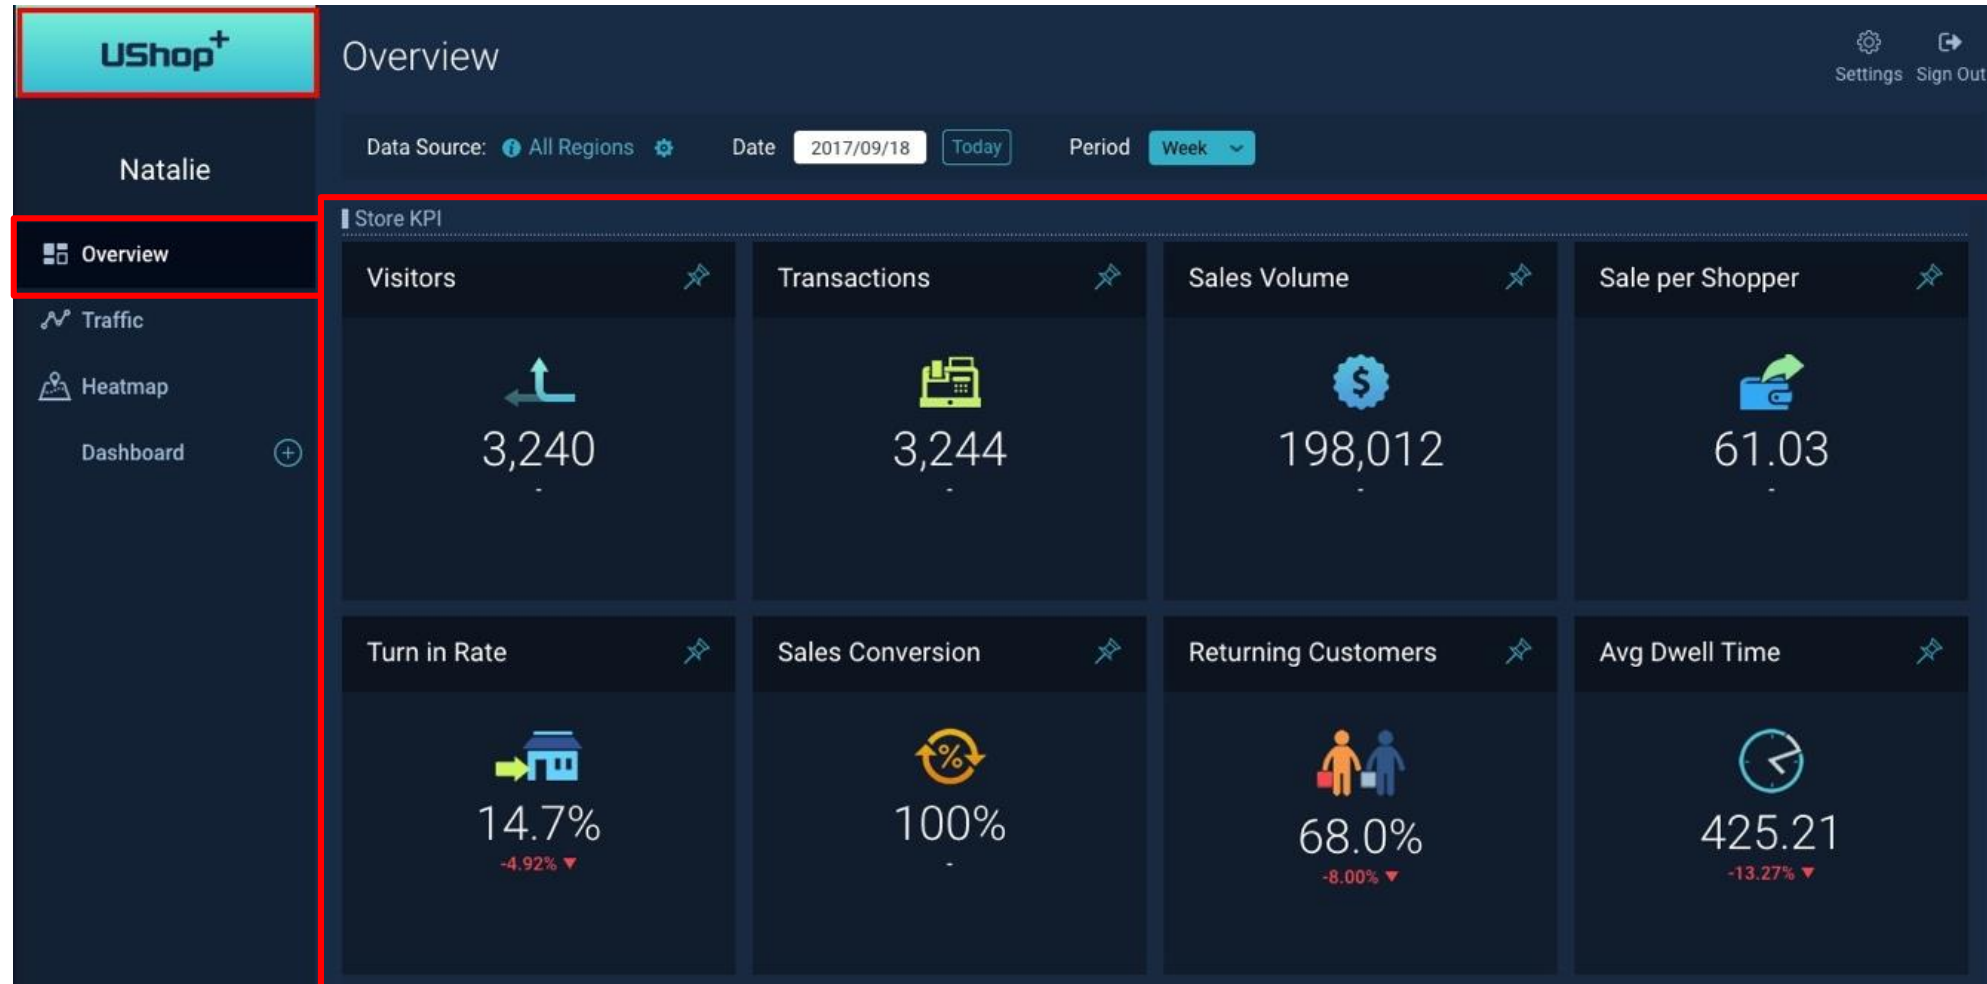 UShop+
Overview
Settings
Sign Out
Natalie
Data Source: All Regions
Date 2017/09/18 Today
Period Week
Overview
Traffic
Heatmap
Dashboard
Store KPI
Visitors
3,240
-
Transactions
3,244
-
Sales Volume
$
198,012
-
Sale per Shopper
61.03
-
Turn in Rate
14.7%
-4.92% ▼
Sales Conversion
%
100%
-
Returning Customers
68.0%
-8.00% ▼
Avg Dwell Time
425.21
-13.27% ▼